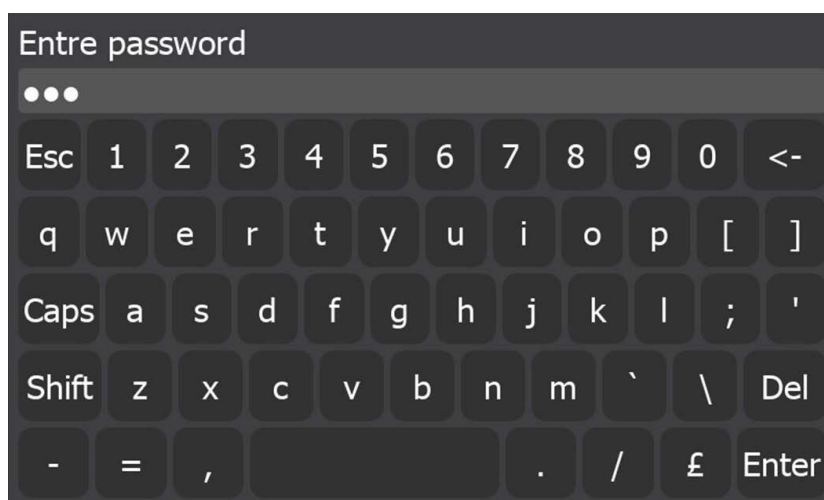 Entre password
●●●
Esc 1 2 3 4 5 6 7 8 9 0 <-
q w e r t y u i o p [ ]
Caps a s d f g h j k l ; '
Shift z x c v b n m ` \ Del
- = , . / £ Enter